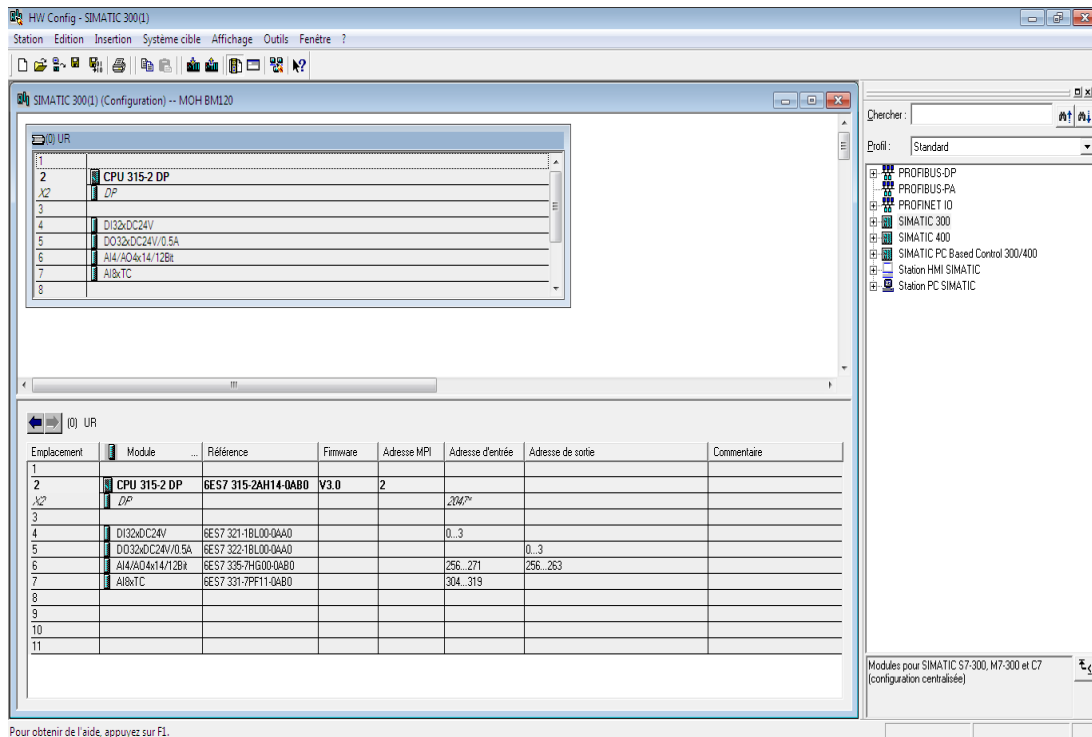 HW Config - SIMATIC 300(1)
Station Edition Insertion Système cible Affichage Outils Fenêtre ?
SIMATIC 300(1) (Configuration) -- MOH BM120
(0) UR
1
2 CPU 315-2 DP
X2 DP
3
4 DI32xDC24V
5 DO32xDC24V/0.5A
6 AI4/AO4x14/12Bit
7 AI8xTC
8
(0) UR
Emplacement Module ... Référence Firmware Adresse MPI Adresse d'entrée Adresse de sortie Commentaire
1
2 CPU 315-2 DP 6ES7 315-2AH14-0AB0 V3.0 2
X2 DP 2047*
3
4 DI32xDC24V 6ES7 321-1BL00-0AA0 0...3
5 DO32xDC24V/0.5A 6ES7 322-1BL00-0AA0 0...3
6 AI4/AO4x14/12Bit 6ES7 335-7HG00-0AB0 256...271 256...263
7 AI8xTC 6ES7 331-7PF11-0AB0 304...319
8
9
10
11
Chercher :
Profil : Standard
PROFIBUS-DP
PROFIBUS-PA
PROFINET IO
SIMATIC 300
SIMATIC 400
SIMATIC PC Based Control 300/400
Station HMI SIMATIC
Station PC SIMATIC
Modules pour SIMATIC S7-300, M7-300 et C7
(configuration centralisée)
Pour obtenir de l'aide, appuyez sur F1.